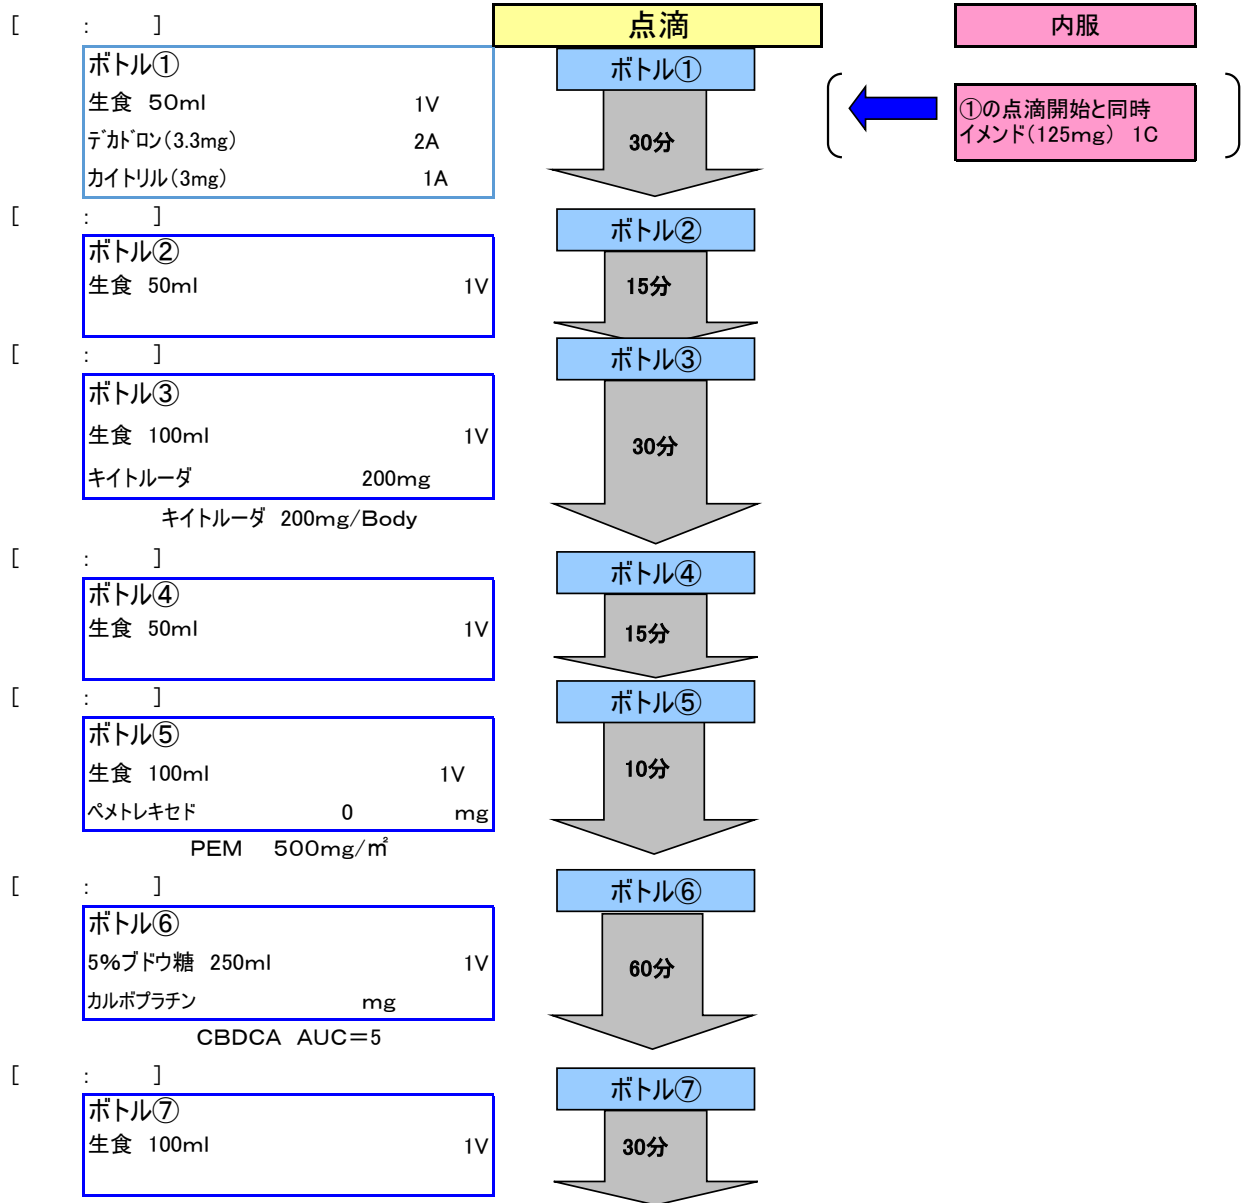 [　　:　　]
点滴
内服
ボトル①
生食 50ml 1V
デカドロン(3.3mg) 2A
カイトリル(3mg) 1A
ボトル①
30分
①の点滴開始と同時
イメンド(125mg) 1C
[　　:　　]
ボトル②
生食 50ml 1V
ボトル②
15分
[　　:　　]
ボトル③
生食 100ml 1V
キイトルーダ 200mg
キイトルーダ 200mg/Body
ボトル③
30分
[　　:　　]
ボトル④
生食 50ml 1V
ボトル④
15分
[　　:　　]
ボトル⑤
生食 100ml 1V
ペメトレキセド 0 mg
PEM 500mg/㎡
ボトル⑤
10分
[　　:　　]
ボトル⑥
5%ブドウ糖 250ml 1V
カルボプラチン mg
CBDCA AUC=5
ボトル⑥
60分
[　　:　　]
ボトル⑦
生食 100ml 1V
ボトル⑦
30分